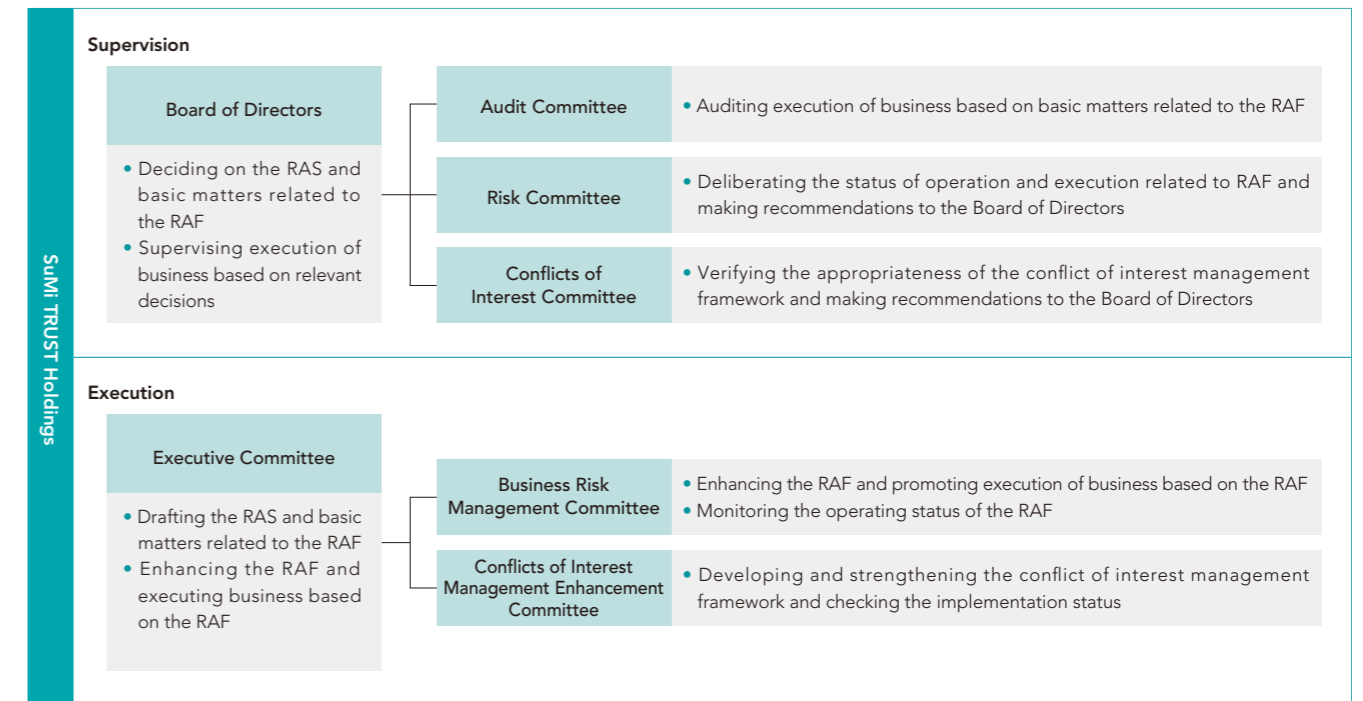 SuMi TRUST Holdings
Supervision
Board of Directors
• Deciding on the RAS and
basic matters related to
the RAF
• Supervising execution of
business based on relevant
decisions
Audit Committee
• Auditing execution of business based on basic matters related to the RAF
Risk Committee
• Deliberating the status of operation and execution related to RAF and
making recommendations to the Board of Directors
Conflicts of
Interest Committee
• Verifying the appropriateness of the conflict of interest management
framework and making recommendations to the Board of Directors
Execution
Executive Committee
• Drafting the RAS and basic
matters related to the RAF
• Enhancing the RAF and
executing business based
on the RAF
Business Risk
Management Committee
• Enhancing the RAF and promoting execution of business based on the RAF
• Monitoring the operating status of the RAF
Conflicts of Interest
Management Enhancement
Committee
• Developing and strengthening the conflict of interest management
framework and checking the implementation status